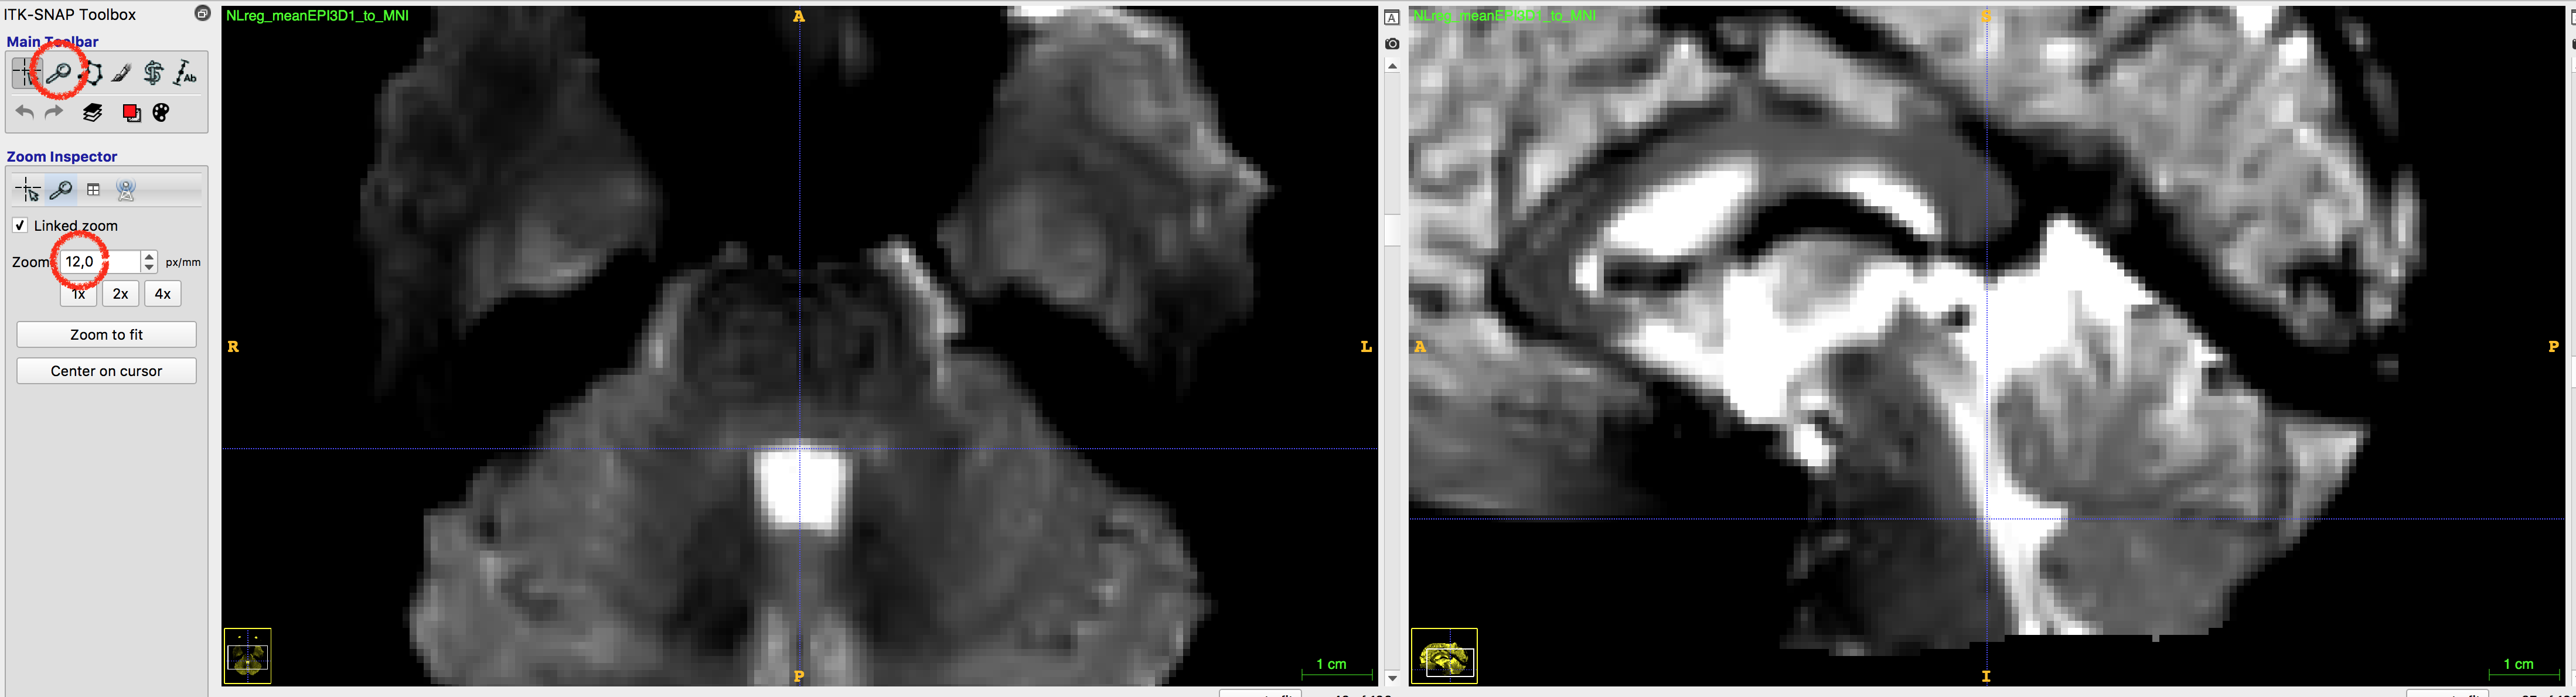 ITK-SNAP Toolbox
Main Toolbar
Ab
Zoom Inspector
Linked zoom
Zoom 12,0 px/mm
1x 2x 4x
Zoom to fit
Center on cursor
NLreg_meanEPI3D1_to_MNI
A
R
L
P
1 cm
A
NLreg_meanEPI3D1_to_MNI
S
A
P
I
1 cm